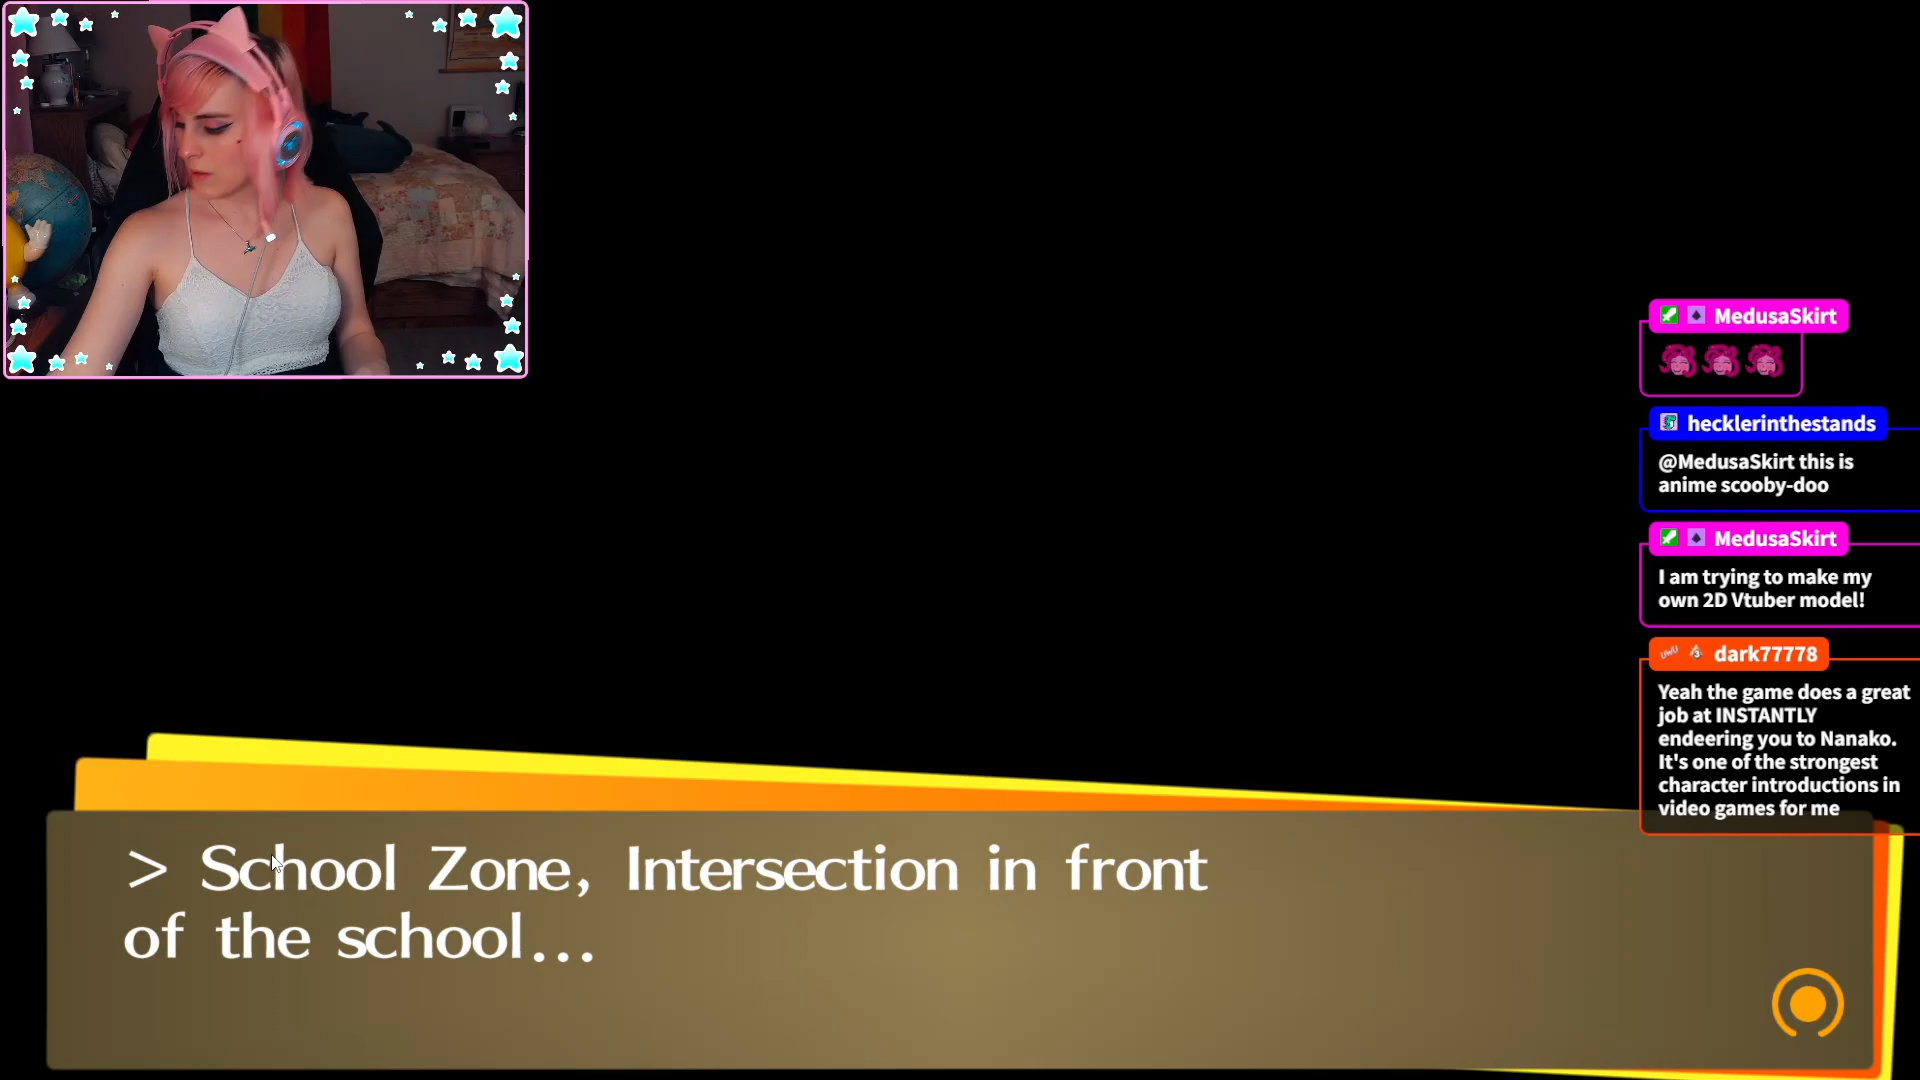 MedusaSkirt
hecklerinthestands
@MedusaSkirt this is
anime scooby-doo
MedusaSkirt
I am trying to make my
own 2D Vtuber model!
dark77778
Yeah the game does a great
job at INSTANTLY
endeering you to Nanako.
It's one of the strongest
character introductions in
video games for me
> School Zone, Intersection in front
of the school...